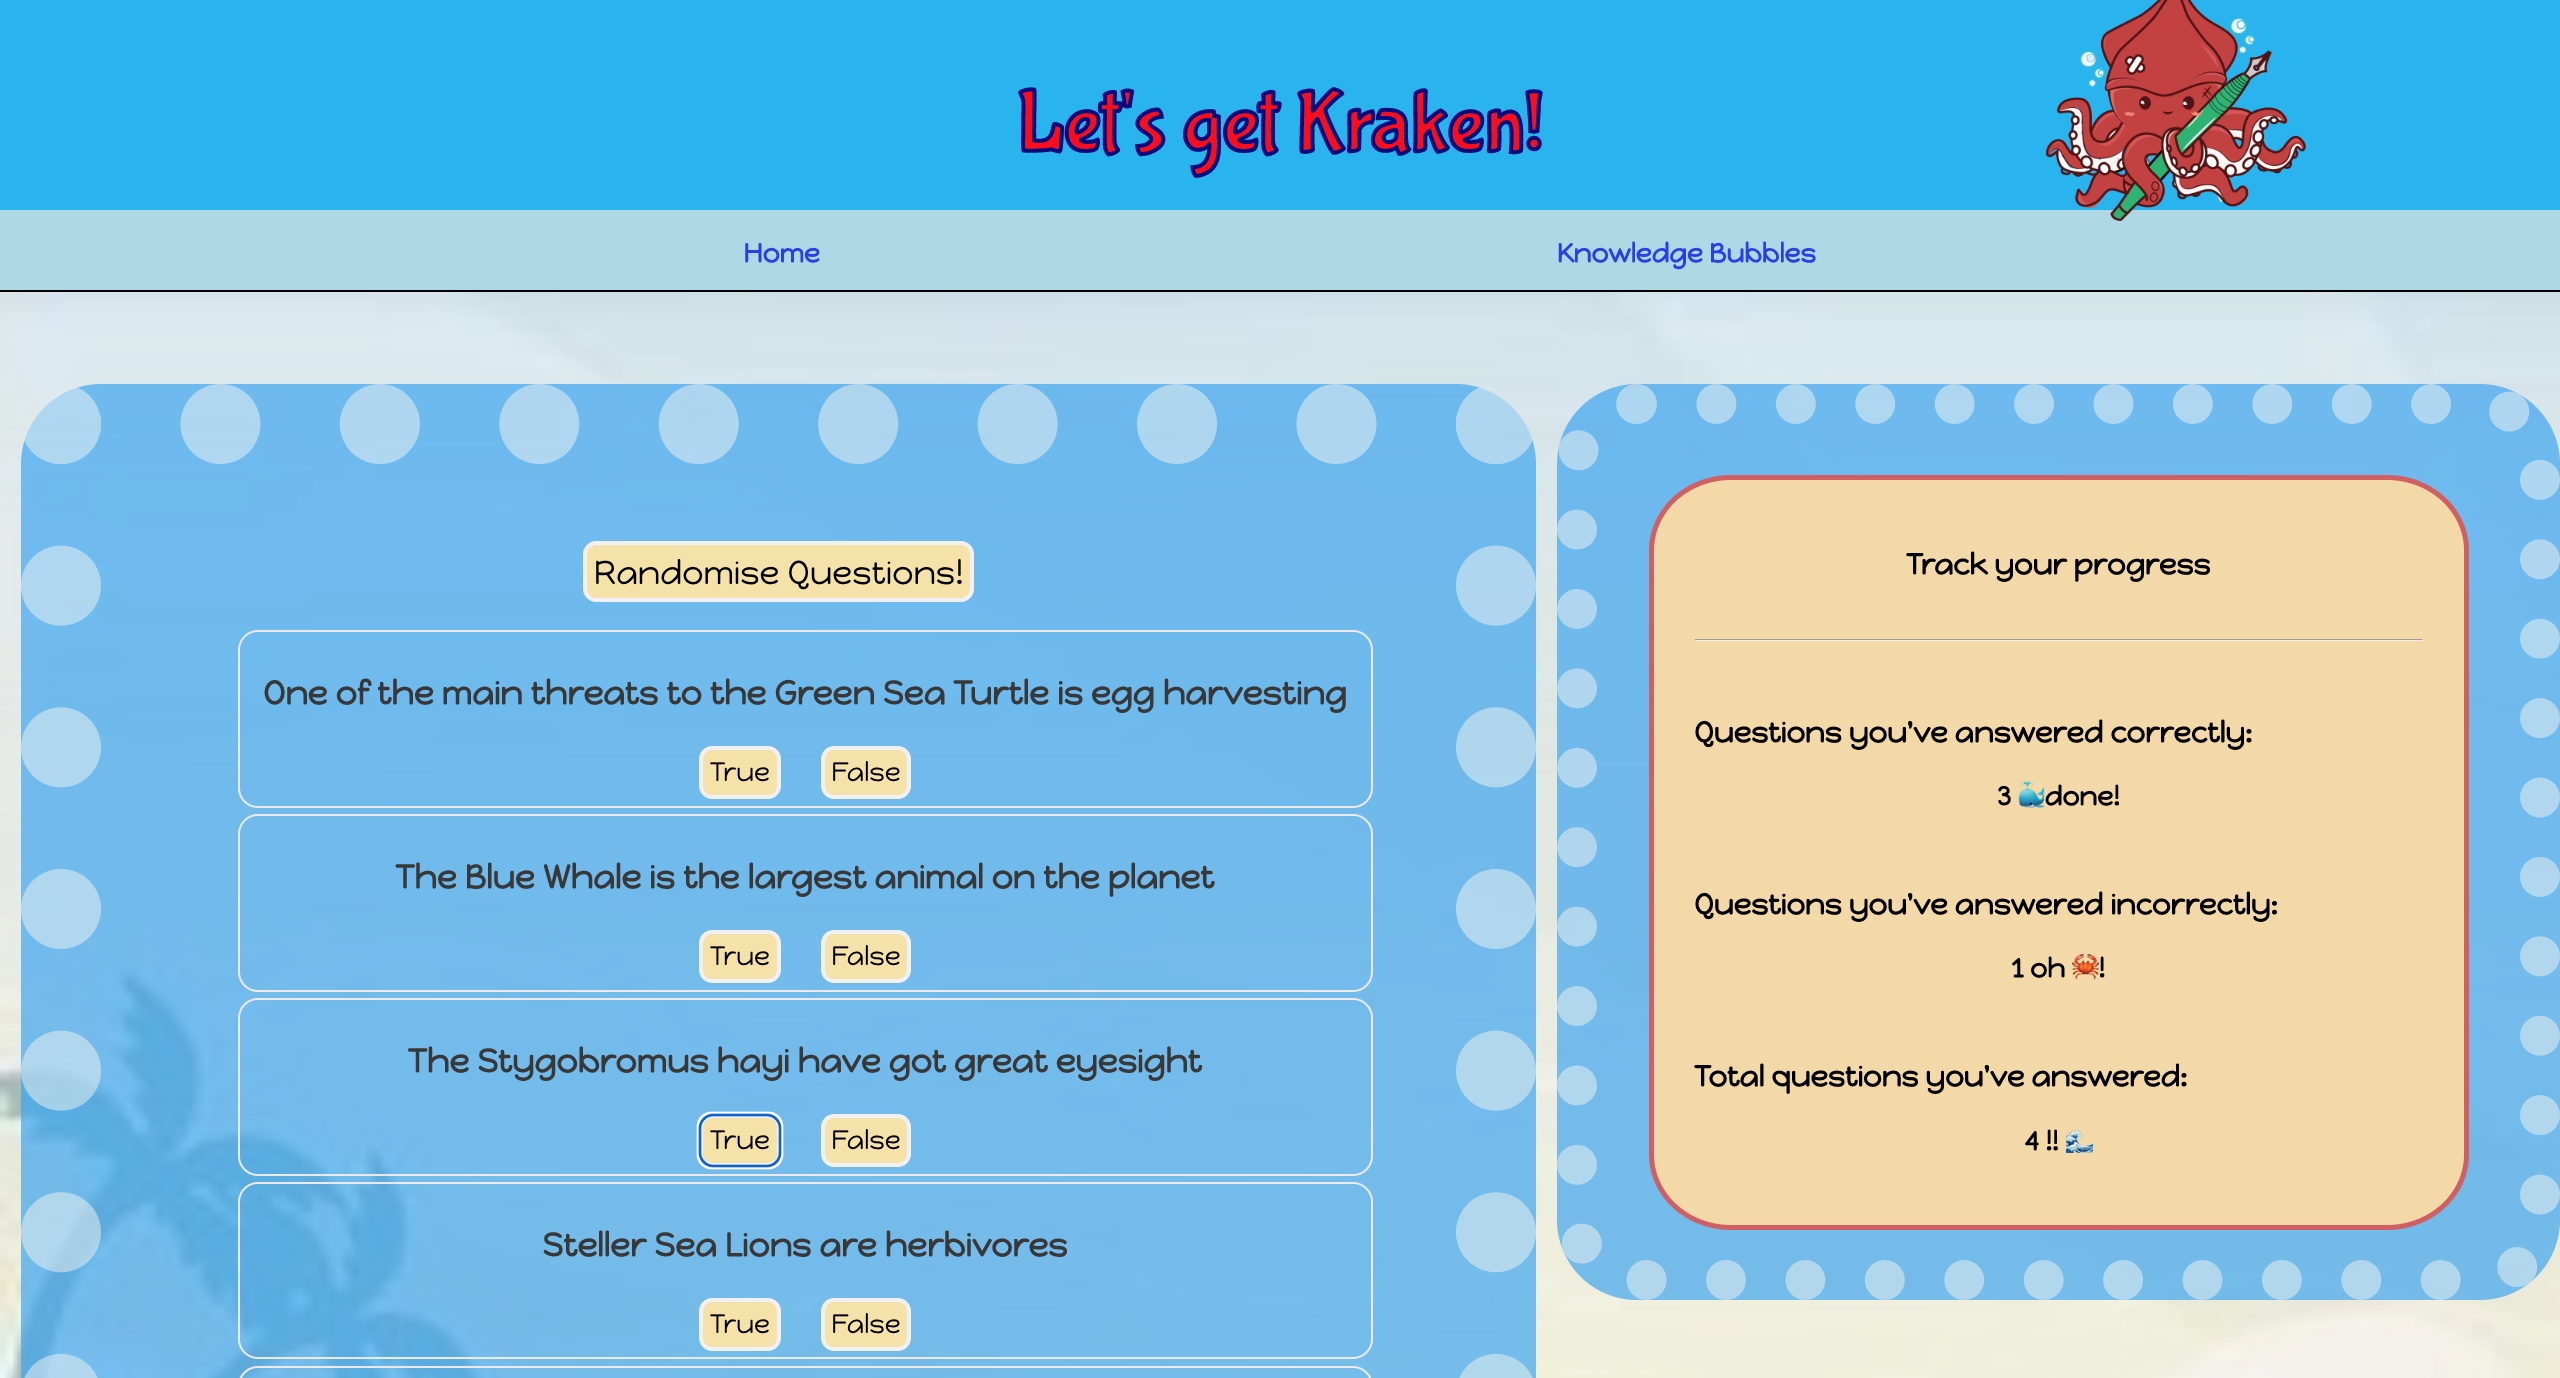 Let's get Kraken!
Home
Knowledge Bubbles
Randomise Questions!
One of the main threats to the Green Sea Turtle is egg harvesting
True
False
The Blue Whale is the largest animal on the planet
True
False
The Stygobromus hayi have got great eyesight
True
False
Steller Sea Lions are herbivores
True
False
Track your progress
Questions you've answered correctly:
3 🐳done!
Questions you've answered incorrectly:
1 oh 🦀!
Total questions you've answered:
4 !! 🌊